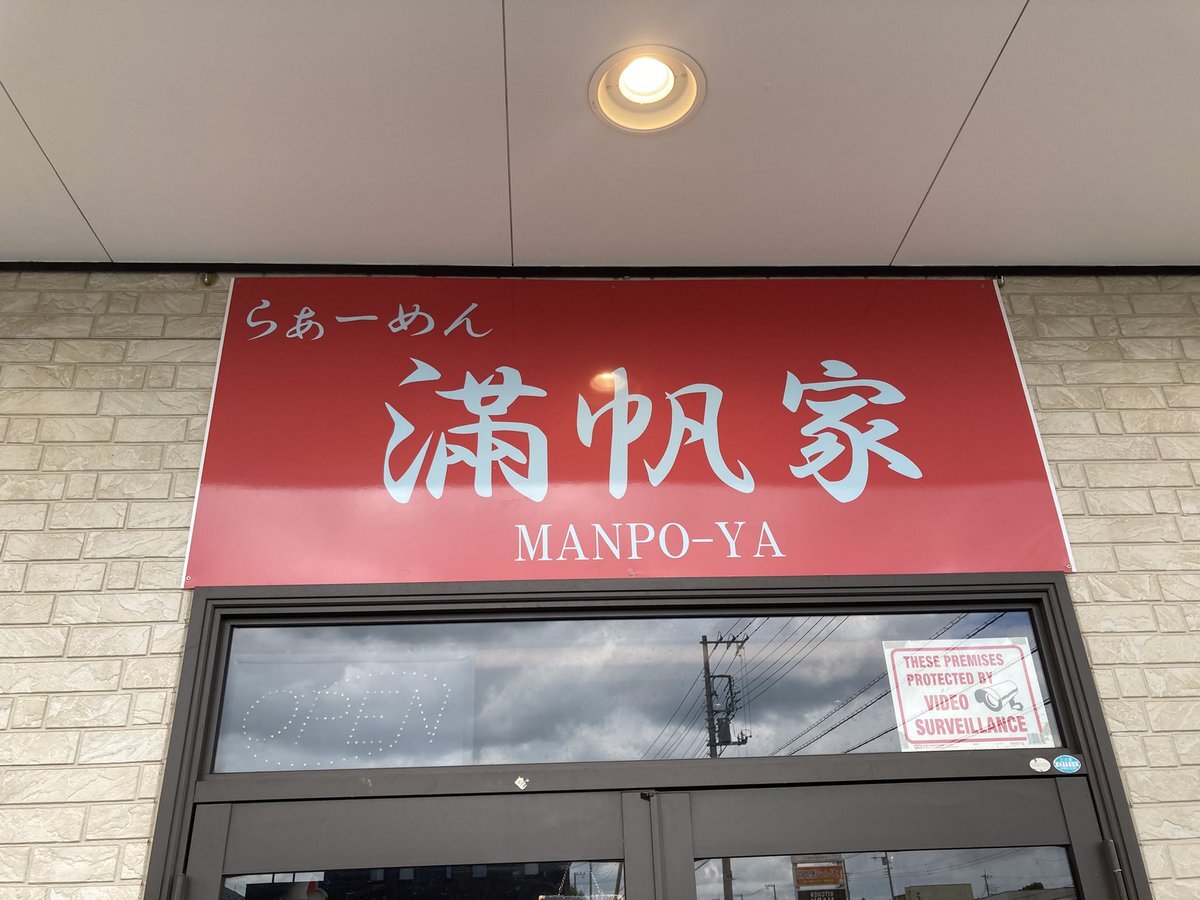 らぁーめん
満帆家
MANPO-YA
OPEN
THESE PREMISES
PROTECTED BY
VIDEO
SURVEILLANCE